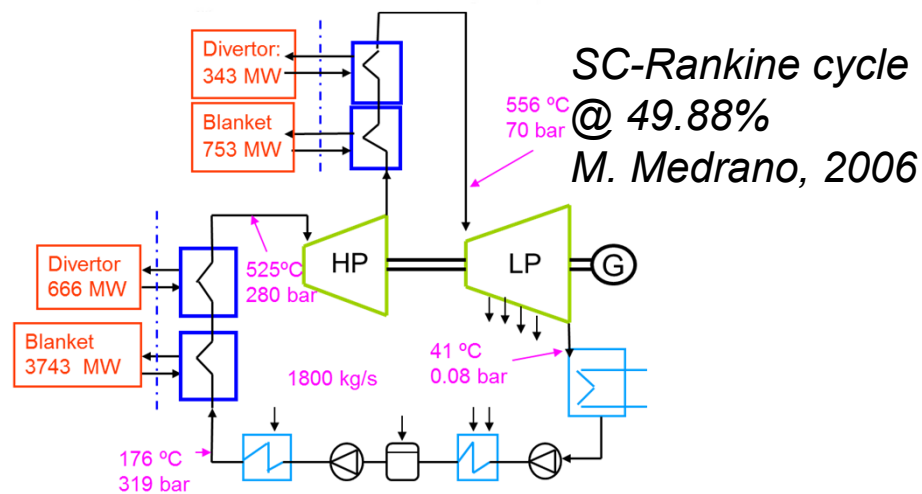 Divertor:
343 MW
Blanket
753 MW
SC-Rankine cycle
@ 49.88%
M. Medrano, 2006
556 ºC
70 bar
Divertor
666 MW
Blanket
3743 MW
525ºC
280 bar
HP
LP
G
41 ºC
0.08 bar
1800 kg/s
176 ºC
319 bar